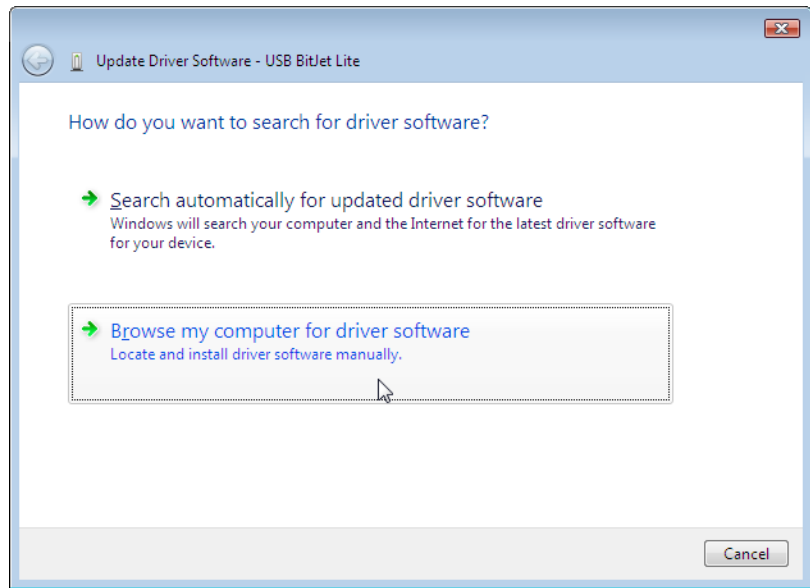 Update Driver Software - USB BitJet Lite
How do you want to search for driver software?
Search automatically for updated driver software
Windows will search your computer and the Internet for the latest driver software
for your device.
Browse my computer for driver software
Locate and install driver software manually.
Cancel